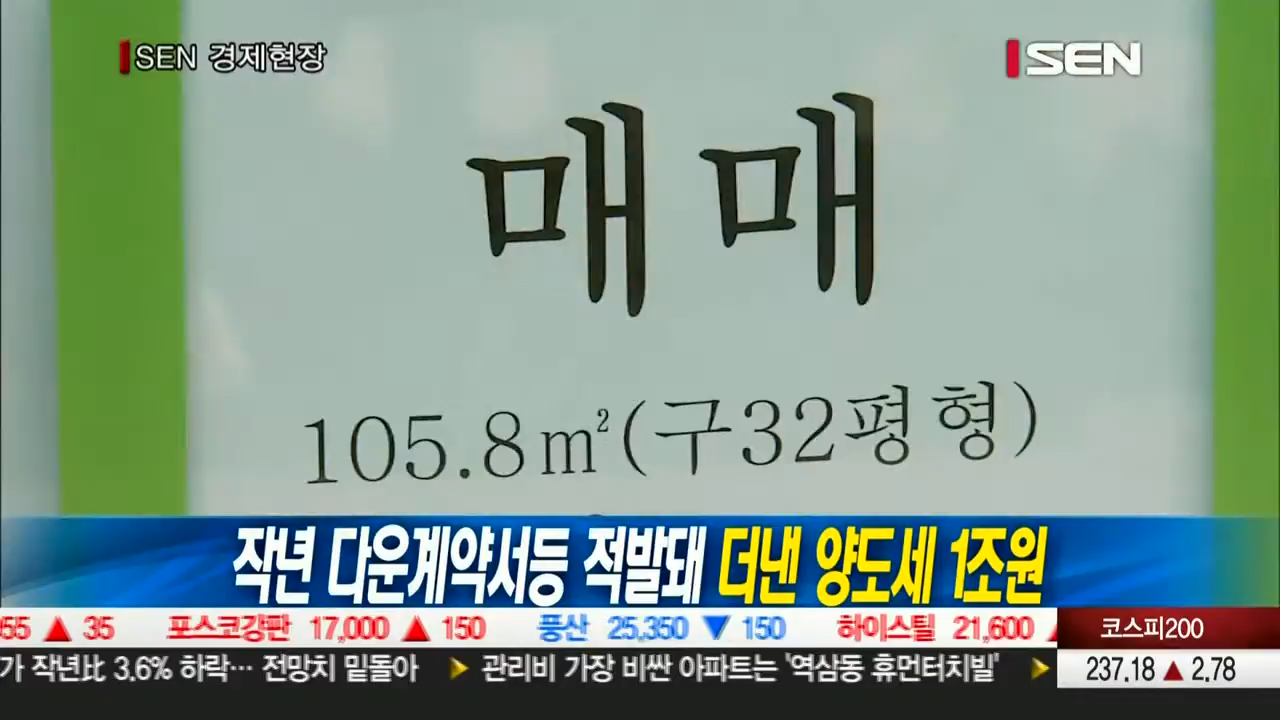 SEN 경제현장
SEN
매매
105.8㎡(구32평형)
작년 다운계약서등 적발돼 더낸 양도세 1조원
55 ▲ 35 포스코강판 17,000 ▲ 150 풍산 25,350 ▼ 150 하이스틸 21,600
코스피200
가 작년比 3.6% 하락… 전망치 밑돌아 ▶ 관리비 가장 비싼 아파트는 '역삼동 휴먼터치빌' ▶
237.18 ▲ 2.78